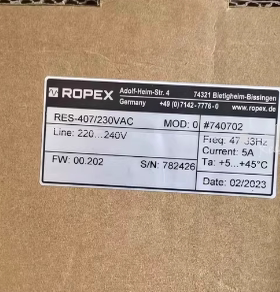 ROPEX Adolf-Heim-Str. 4 74321 Bietigheim-Bissingen
Germany +49 (0)7142-7776-0 www.ropex.de
RES-407/230VAC MOD: 0 #740702
Line: 220...240V Freq: 47 63Hz
Current: 5A
FW: 00.202 S/N: 782426 Ta: +5...+45°C
Date: 02/2023